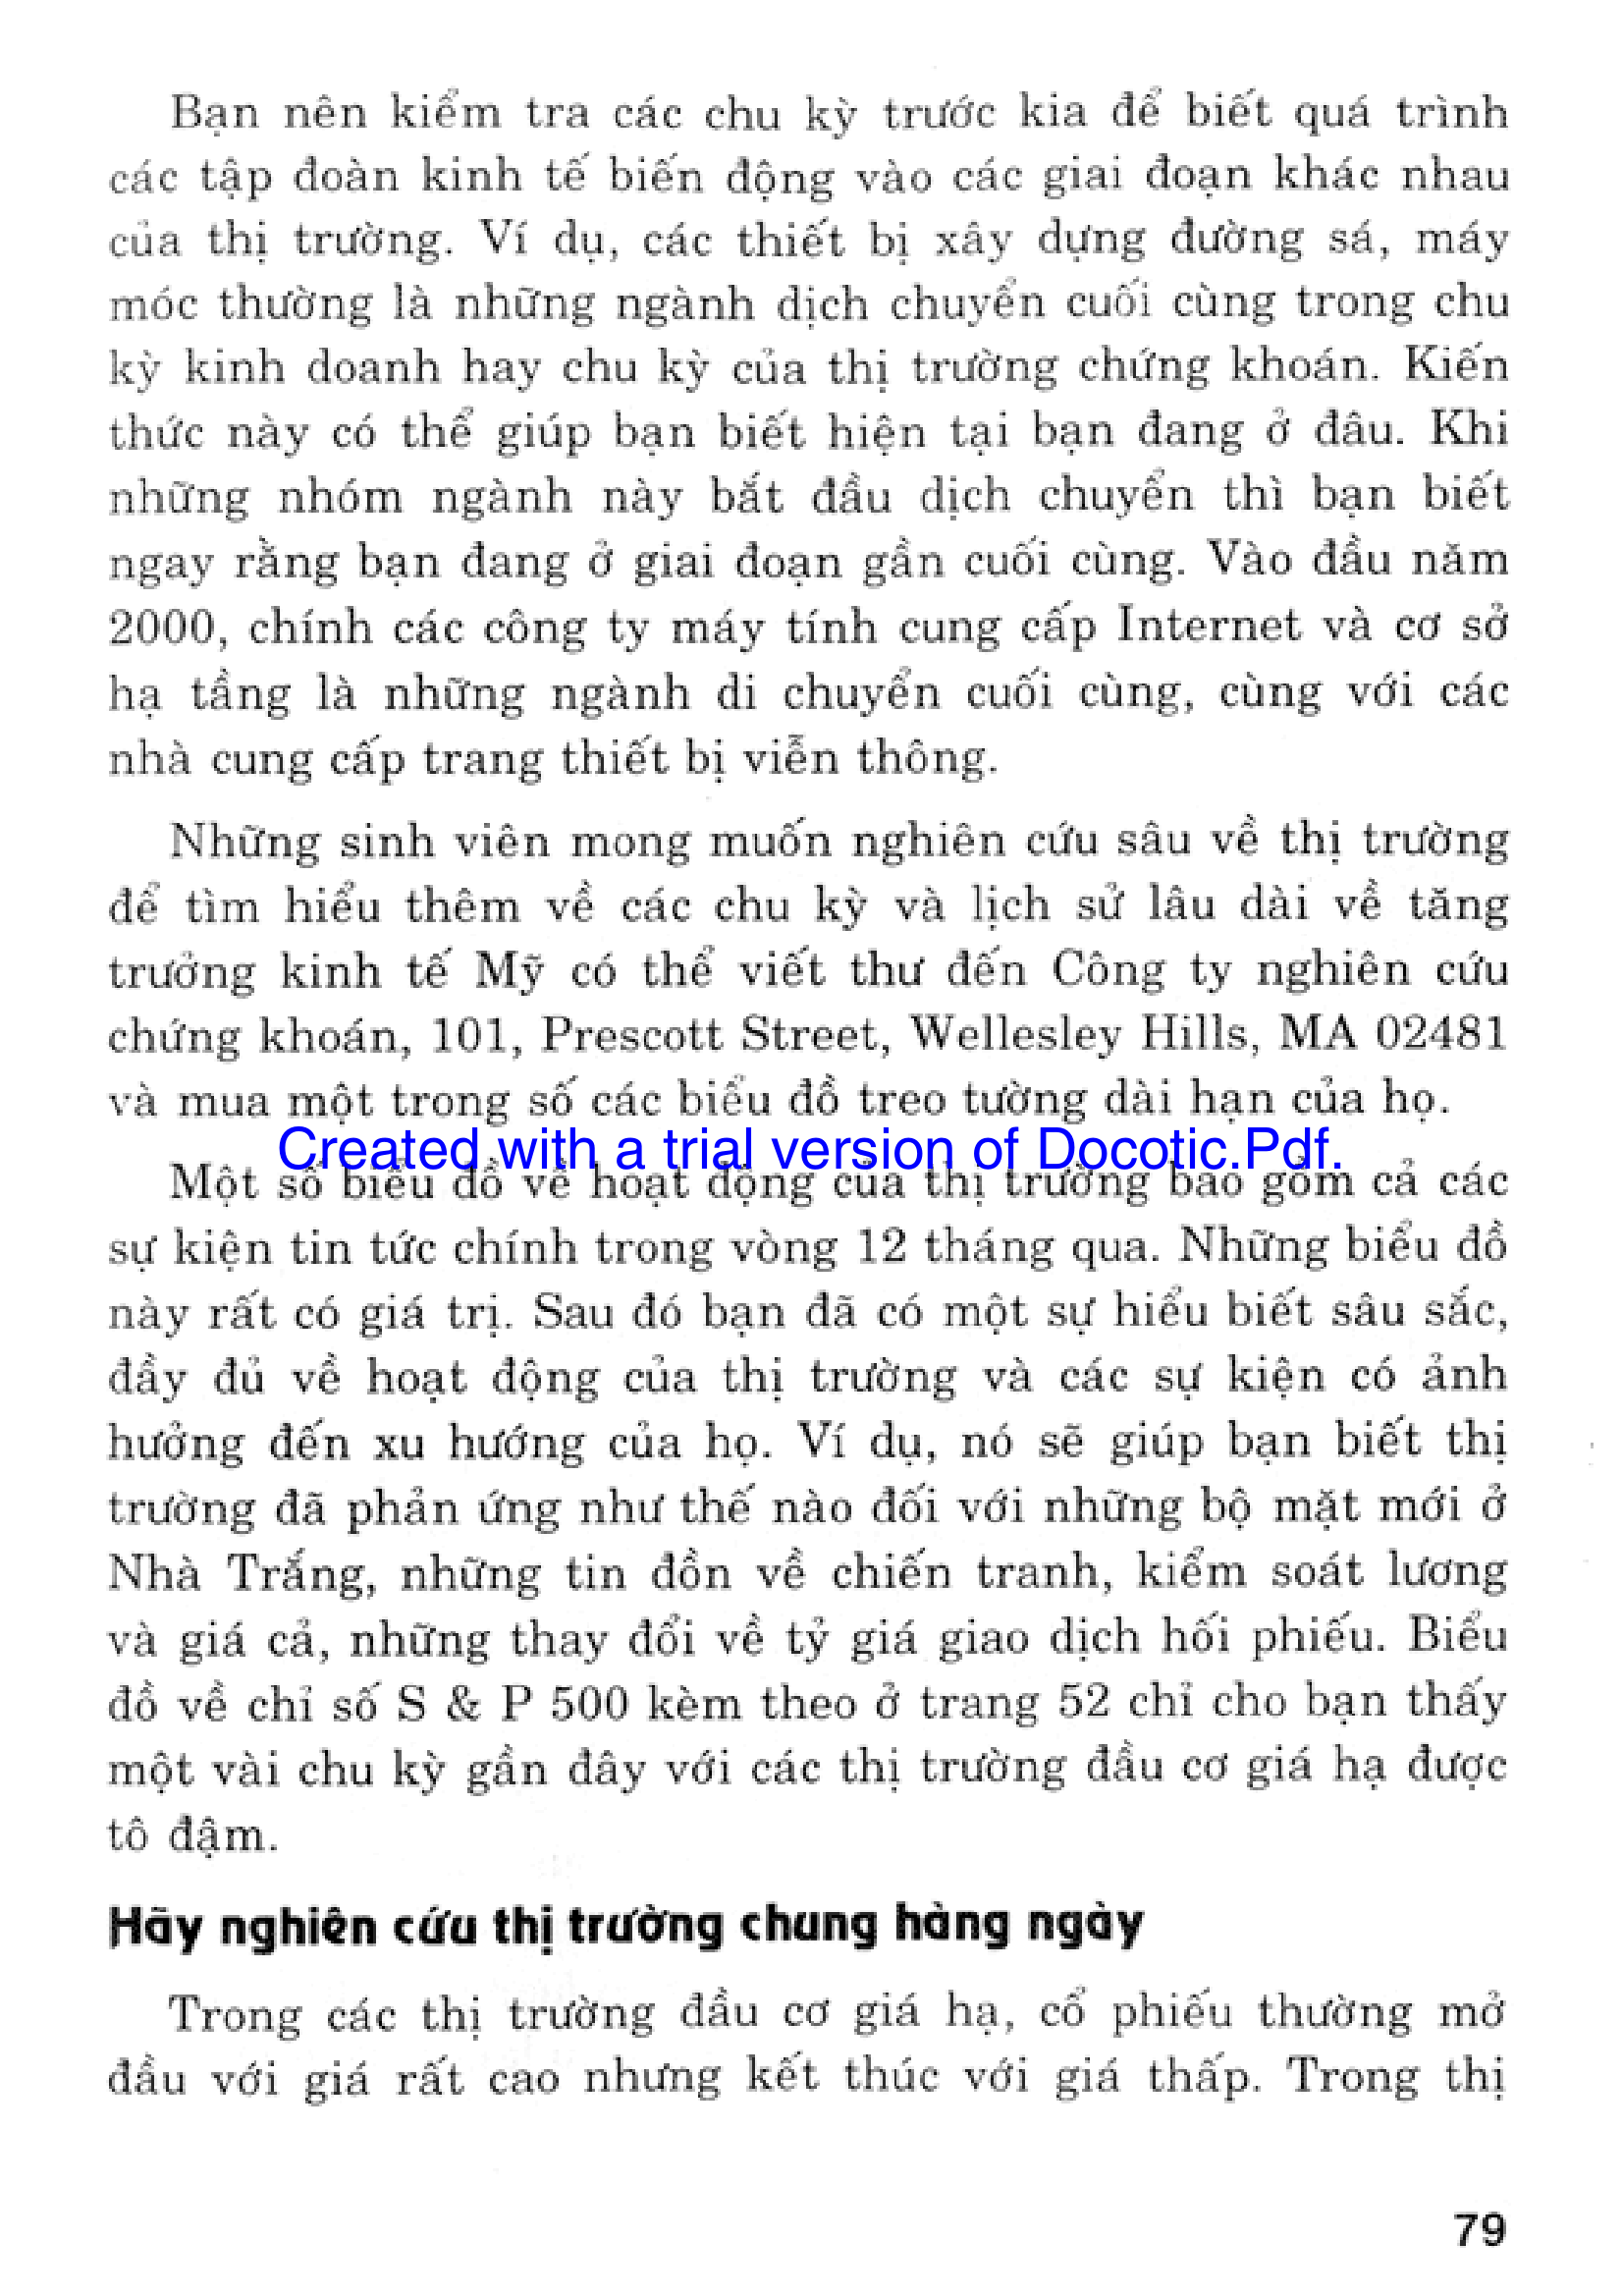 Bạn nên kiểm tra các chu kỳ trước kia để biết quá trình
các tập đoàn kinh tế biến động vào các giai đoạn khác nhau
của thị trường. Ví dụ, các thiết bị xây dựng đường sá, máy
móc thường là những ngành dịch chuyển cuối cùng trong chu
kỳ kinh doanh hay chu kỳ của thị trường chứng khoán. Kiến
thức này có thể giúp bạn biết hiện tại bạn đang ở đâu. Khi
những nhóm ngành này bắt đầu dịch chuyển thì bạn biết
ngay rằng bạn đang ở giai đoạn gần cuối cùng. Vào đầu năm
2000, chính các công ty máy tính cung cấp Internet và cơ sở
hạ tầng là những ngành di chuyển cuối cùng, cùng với các
nhà cung cấp trang thiết bị viễn thông.
Những sinh viên mong muốn nghiên cứu sâu về thị trường
để tìm hiểu thêm về các chu kỳ và lịch sử lâu dài về tăng
trưởng kinh tế Mỹ có thể viết thư đến Công ty nghiên cứu
chứng khoán, 101, Prescott Street, Wellesley Hills, MA 02481
và mua một trong số các biểu đồ treo tường dài hạn của họ.
Created with a trial version of Docotic.Pdf.
Một số biểu đồ về hoạt động của thị trường bao gồm cả các
sự kiện tin tức chính trong vòng 12 tháng qua. Những biểu đồ
này rất có giá trị. Sau đó bạn đã có một sự hiểu biết sâu sắc,
đầy đủ về hoạt động của thị trường và các sự kiện có ảnh
hưởng đến xu hướng của họ. Ví dụ, nó sẽ giúp bạn biết thị
trường đã phản ứng như thế nào đối với những bộ mặt mới ở
Nhà Trắng, những tin đồn về chiến tranh, kiểm soát lương
và giá cả, những thay đổi về tỷ giá giao dịch hối phiếu. Biểu
đồ về chỉ số S & P 500 kèm theo ở trang 52 chỉ cho bạn thấy
một vài chu kỳ gần đây với các thị trường đầu cơ giá hạ được
tô đậm.
Hãy nghiên cứu thị trường chung hàng ngày
Trong các thị trường đầu cơ giá hạ, cổ phiếu thường mở
đầu với giá rất cao nhưng kết thúc với giá thấp. Trong thị
79